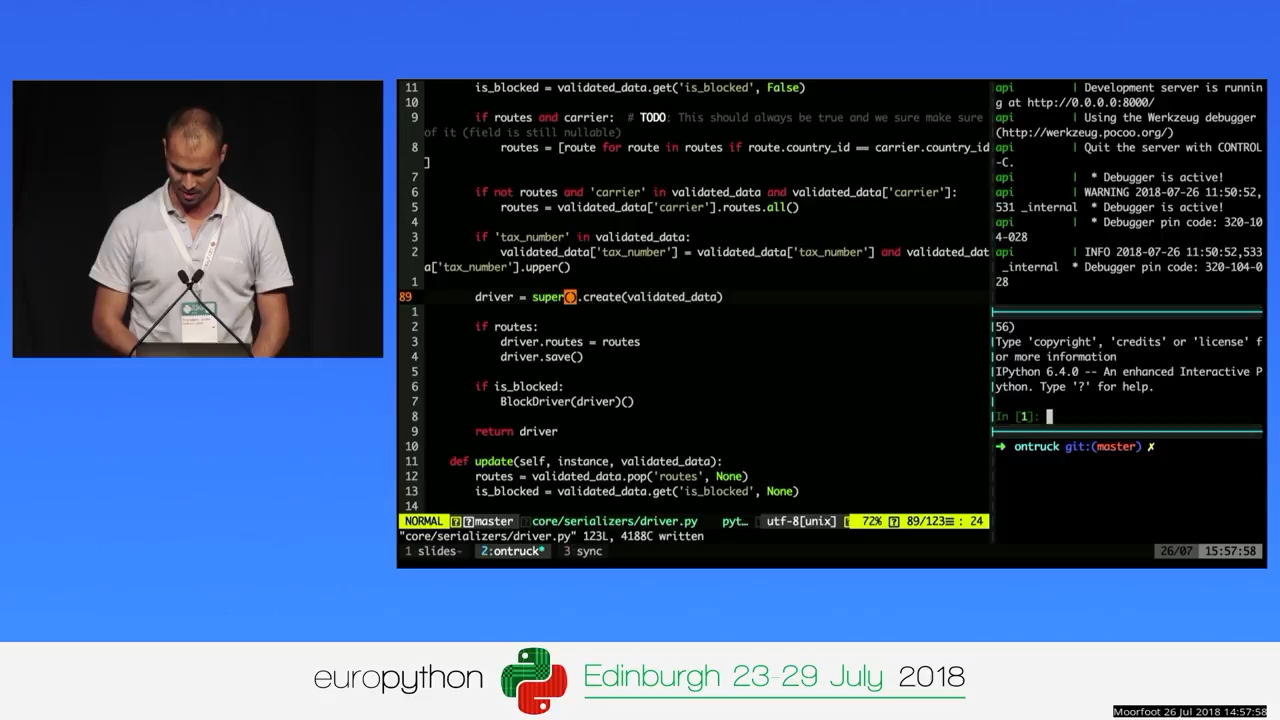 11 is_blocked = validated_data.get('is_blocked', False)
10
9 if routes and carrier: # TODO: This should always be true and we sure make sure
of it (field is still nullable)
8 routes = [route for route in routes if route.country_id == carrier.country_id
]
7
6 if not routes and 'carrier' in validated_data and validated_data['carrier']:
5 routes = validated_data['carrier'].routes.all()
4
3 if 'tax_number' in validated_data:
2 validated_data['tax_number'] = validated_data['tax_number'] and validated_dat
a['tax_number'].upper()
1
89 driver = super().create(validated_data)
1
2 if routes:
3 driver.routes = routes
4 driver.save()
5
6 if is_blocked:
7 BlockDriver(driver)()
8
9 return driver
10
11 def update(self, instance, validated_data):
12 routes = validated_data.pop('routes', None)
13 is_blocked = validated_data.get('is_blocked', None)
14
NORMAL master core/serializers/driver.py pyt… utf-8[unix] 72% 89/123 : 24
"core/serializers/driver.py" 123L, 4188C written
1 slides- 2:ontruck* 3 sync 26/07 15:57:58
api | Development server is runnin
g at http://0.0.0.0:8000/
api | Using the Werkzeug debugger
(http://werkzeug.pocoo.org/)
api | Quit the server with CONTROL
-C.
api | * Debugger is active!
api | WARNING 2018-07-26 11:50:52,
531 _internal * Debugger is active!
api | * Debugger pin code: 320-10
4-028
api | INFO 2018-07-26 11:50:52,533
_internal * Debugger pin code: 320-104-0
28
56)
Type 'copyright', 'credits' or 'license' f
or more information
IPython 6.4.0 -- An enhanced Interactive P
ython. Type '?' for help.
In [1]:
➜ ontruck git:(master) ✗
europython Edinburgh 23-29 July 2018
Moorfoot 26 Jul 2018 14:57:58